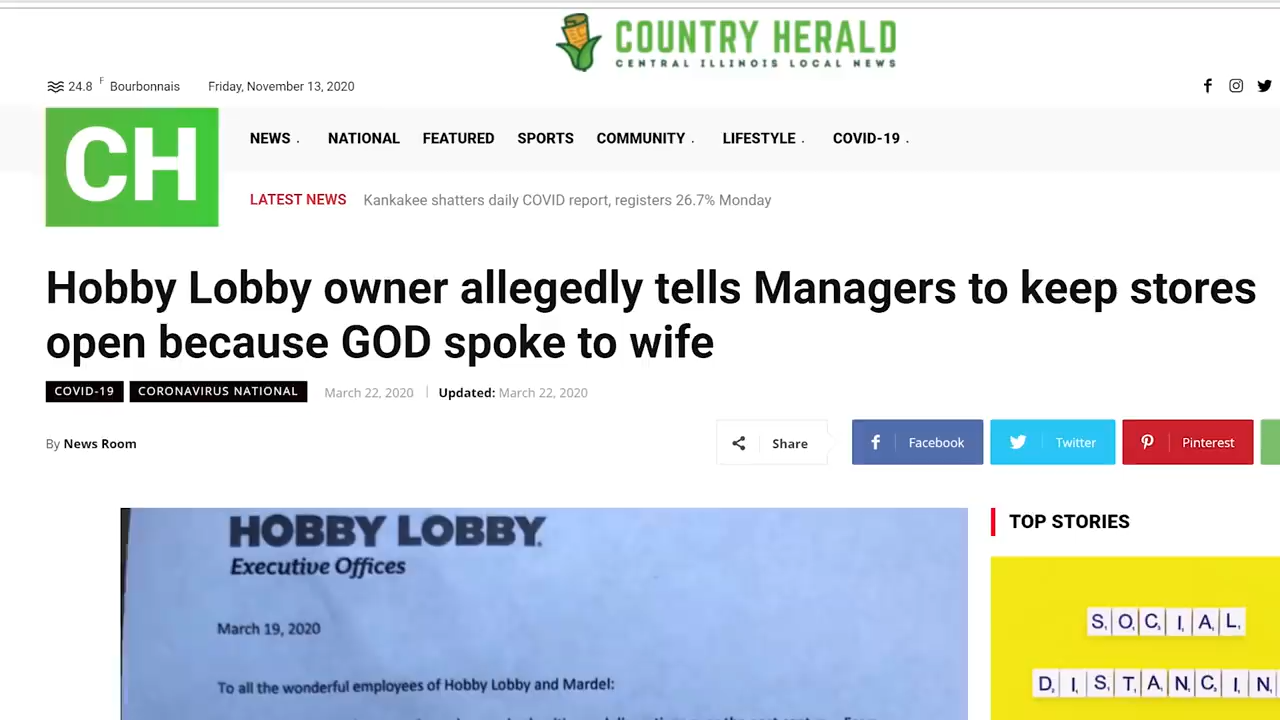 COUNTRY HERALD
CENTRAL ILLINOIS LOCAL NEWS
24.8 F Bourbonnais Friday, November 13, 2020
CH
NEWS . NATIONAL FEATURED SPORTS COMMUNITY . LIFESTYLE . COVID-19 .
LATEST NEWS Kankakee shatters daily COVID report, registers 26.7% Monday
Hobby Lobby owner allegedly tells Managers to keep stores
open because GOD spoke to wife
COVID-19 CORONAVIRUS NATIONAL March 22, 2020 Updated: March 22, 2020
By News Room
Share Facebook Twitter Pinterest
HOBBY LOBBY.
Executive Offices
March 19, 2020
To all the wonderful employees of Hobby Lobby and Mardel:
TOP STORIES
SOCIAL
DISTANCIN